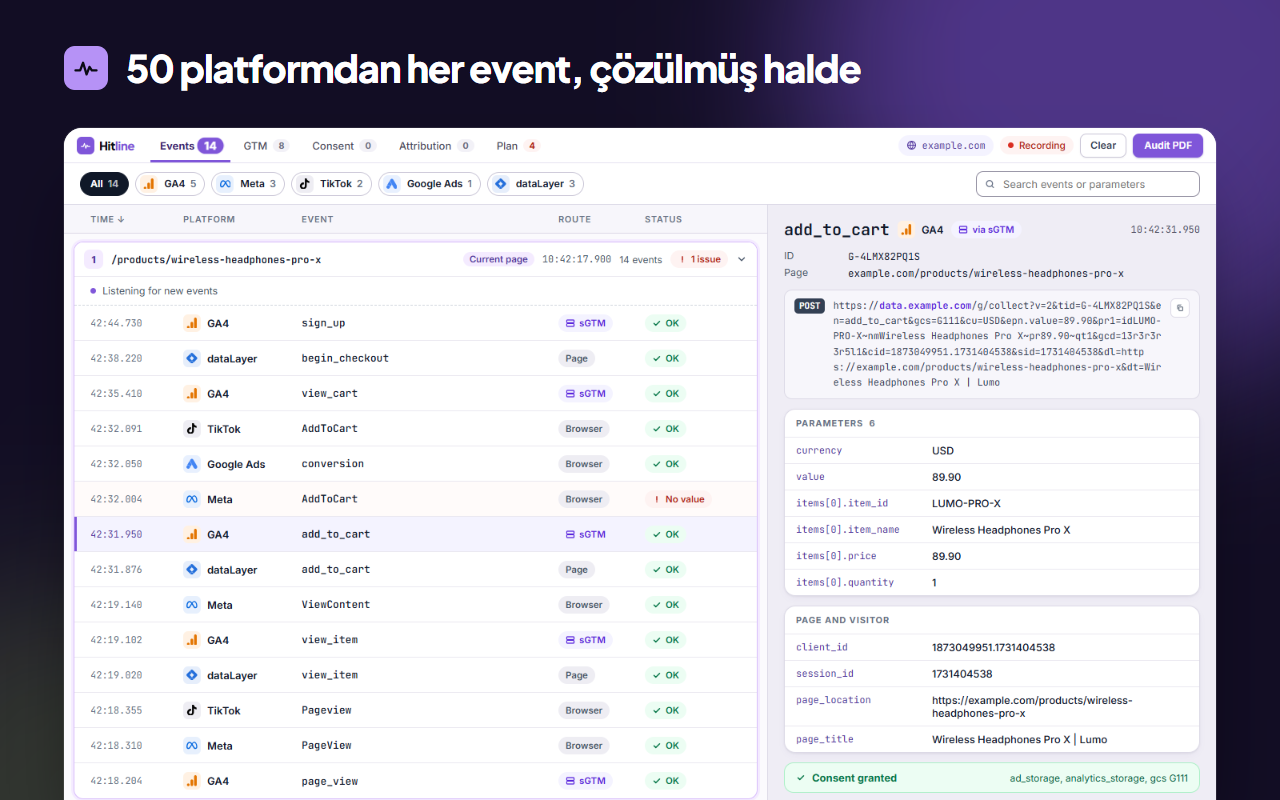 50 platformdan her event, çözülmüş halde
Hitline
Events 14
GTM 8
Consent 0
Attribution 0
Plan 4
example.com
Recording
Clear
Audit PDF
All 14
GA4 5
Meta 3
TikTok 2
Google Ads 1
dataLayer 3
Search events or parameters
TIME ↓ PLATFORM EVENT ROUTE STATUS
1 /products/wireless-headphones-pro-x Current page 10:42:17.900 14 events ! 1 issue
Listening for new events
42:44.730 GA4 sign_up sGTM OK
42:38.220 dataLayer begin_checkout Page OK
42:35.410 GA4 view_cart sGTM OK
42:32.091 TikTok AddToCart Browser OK
42:32.050 Google Ads conversion Browser OK
42:32.004 Meta AddToCart Browser ! No value
42:31.950 GA4 add_to_cart sGTM OK
42:31.876 dataLayer add_to_cart Page OK
42:19.140 Meta ViewContent Browser OK
42:19.102 GA4 view_item sGTM OK
42:19.020 dataLayer view_item Page OK
42:18.355 TikTok Pageview Browser OK
42:18.310 Meta PageView Browser OK
42:18.204 GA4 page_view sGTM OK
add_to_cart GA4 via sGTM 10:42:31.950
ID G-4LMX82PQ1S
Page example.com/products/wireless-headphones-pro-x
POST https://data.example.com/g/collect?v=2&tid=G-4LMX82PQ1S&e
n=add_to_cart&gcs=G111&cu=USD&epn.value=89.90&pr1=idLUMO-
PRO-X~nmWireless Headphones Pro X~pr89.90~qt1&gcd=13r3r3r
3r5l1&cid=1873049951.1731404538&sid=1731404538&dl=http
s://example.com/products/wireless-headphones-pro-x&dt=Wir
eless Headphones Pro X | Lumo
PARAMETERS 6
currency USD
value 89.90
items[0].item_id LUMO-PRO-X
items[0].item_name Wireless Headphones Pro X
items[0].price 89.90
items[0].quantity 1
PAGE AND VISITOR
client_id 1873049951.1731404538
session_id 1731404538
page_location https://example.com/products/wireless-
headphones-pro-x
page_title Wireless Headphones Pro X | Lumo
Consent granted ad_storage, analytics_storage, gcs G111